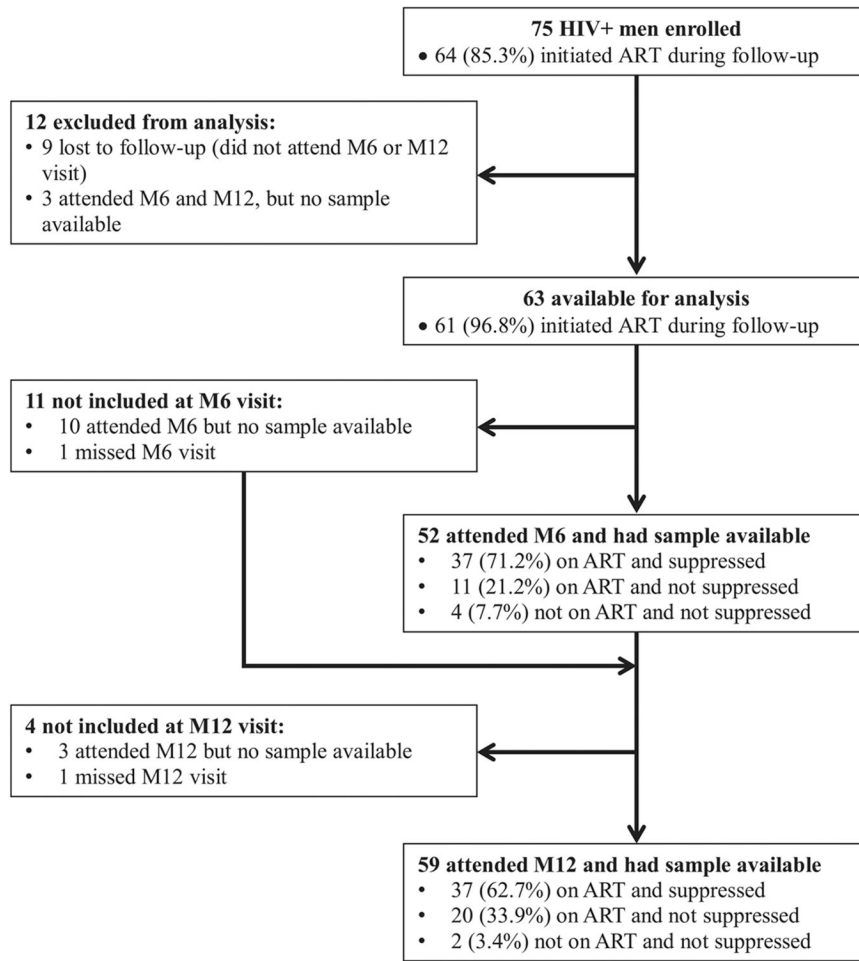 75 HIV+ men enrolled
• 64 (85.3%) initiated ART during follow-up
12 excluded from analysis:
• 9 lost to follow-up (did not attend M6 or M12
visit)
• 3 attended M6 and M12, but no sample
available
63 available for analysis
• 61 (96.8%) initiated ART during follow-up
11 not included at M6 visit:
• 10 attended M6 but no sample available
• 1 missed M6 visit
52 attended M6 and had sample available
• 37 (71.2%) on ART and suppressed
• 11 (21.2%) on ART and not suppressed
• 4 (7.7%) not on ART and not suppressed
4 not included at M12 visit:
• 3 attended M12 but no sample available
• 1 missed M12 visit
59 attended M12 and had sample available
• 37 (62.7%) on ART and suppressed
• 20 (33.9%) on ART and not suppressed
• 2 (3.4%) not on ART and not suppressed